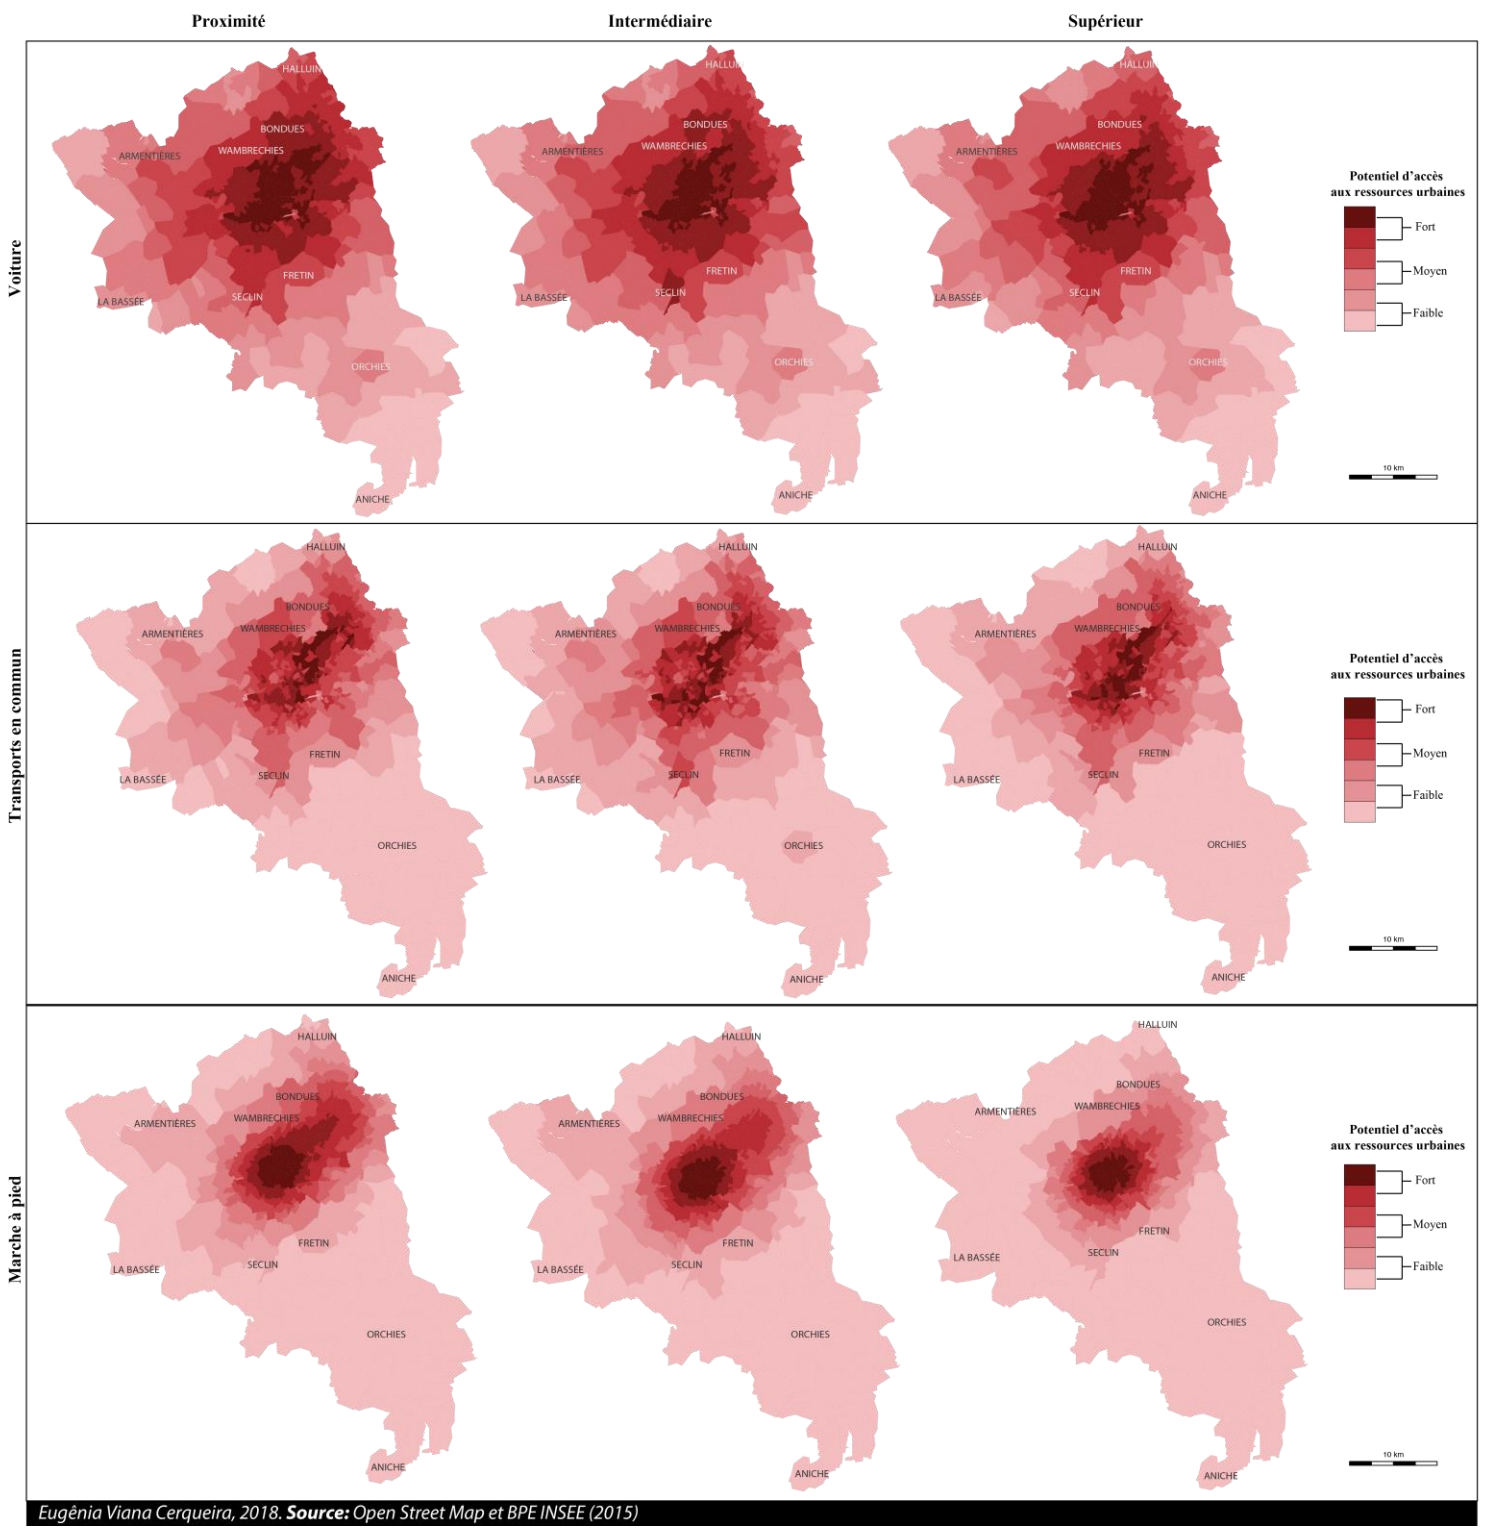 Proximité
Intermédiaire
Supérieur
Voiture
HALLUIN
BONDUES
WAMBRECHIES
ARMENTIÈRES
FRETIN
SECLIN
LA BASSÉE
ORCHIES
ANICHE
HALLUIN
BONDUES
WAMBRECHIES
ARMENTIÈRES
FRETIN
SECLIN
LA BASSÉE
ORCHIES
ANICHE
HALLUIN
BONDUES
WAMBRECHIES
ARMENTIÈRES
FRETIN
SECLIN
LA BASSÉE
ORCHIES
ANICHE
Potentiel d'accès
aux ressources urbaines
Fort
Moyen
Faible
10 km
Transports en commun
HALLUIN
BONDUES
WAMBRECHIES
ARMENTIÈRES
FRETIN
SECLIN
LA BASSÉE
ORCHIES
ANICHE
HALLUIN
BONDUES
WAMBRECHIES
ARMENTIÈRES
FRETIN
SECLIN
LA BASSÉE
ORCHIES
ANICHE
HALLUIN
BONDUES
WAMBRECHIES
ARMENTIÈRES
FRETIN
SECLIN
LA BASSÉE
ORCHIES
ANICHE
Potentiel d'accès
aux ressources urbaines
Fort
Moyen
Faible
10 km
Marche à pied
HALLUIN
BONDUES
WAMBRECHIES
ARMENTIÈRES
FRETIN
SECLIN
LA BASSÉE
ORCHIES
ANICHE
HALLUIN
BONDUES
WAMBRECHIES
ARMENTIÈRES
FRETIN
SECLIN
LA BASSÉE
ORCHIES
ANICHE
HALLUIN
BONDUES
WAMBRECHIES
ARMENTIÈRES
FRETIN
SECLIN
LA BASSÉE
ORCHIES
ANICHE
Potentiel d'accès
aux ressources urbaines
Fort
Moyen
Faible
10 km
Eugênia Viana Cerqueira, 2018. Source: Open Street Map et BPE INSEE (2015)